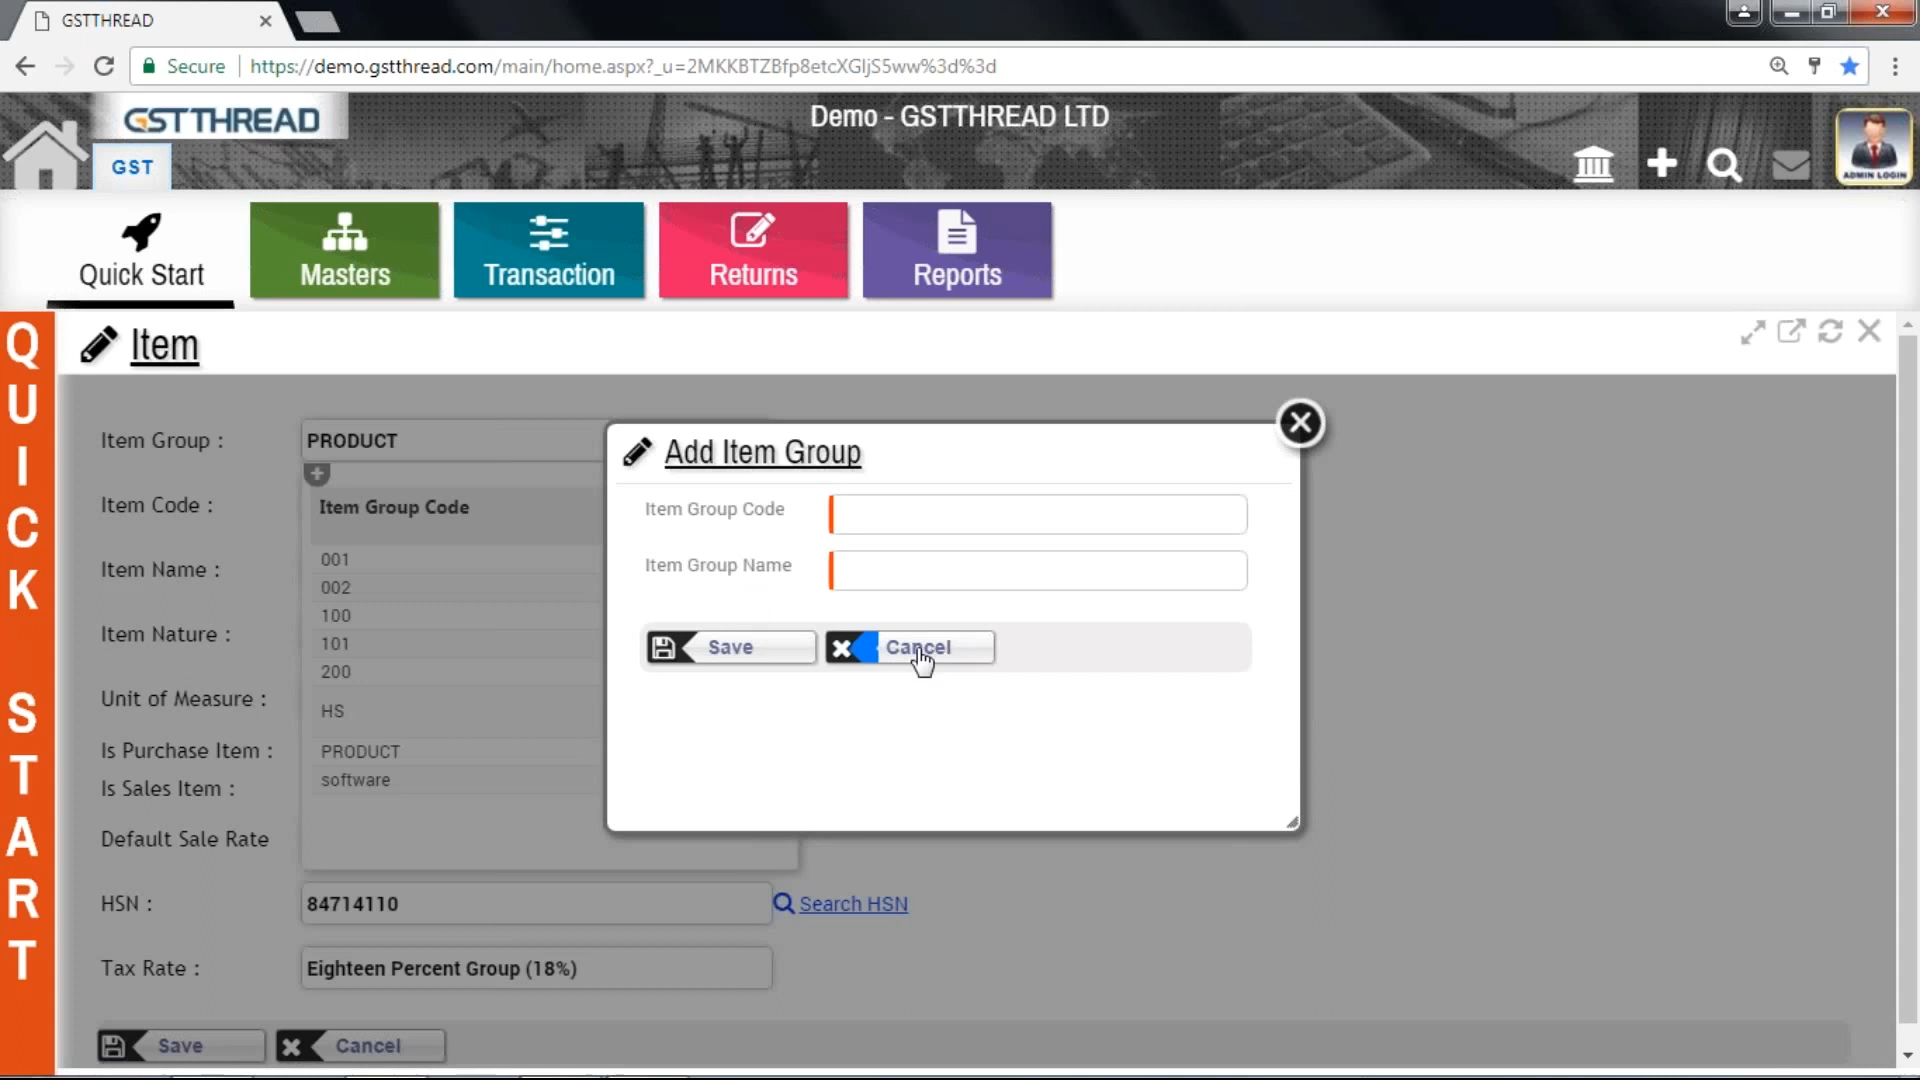 GSTTHREAD
Secure
https://demo.gstthread.com/main/home.aspx?_u=2MKKBTZBfp8etcXGIjS5ww%3d%3d
GSTTHREAD
Demo - GSTTHREAD LTD
GST
ADMIN LOGIN
Quick Start
Masters
Transaction
Returns
Reports
QUICK START
Item
Item Group :
PRODUCT
Item Code :
Item Group Code
001
002
100
101
200
HS
PRODUCT
software
Item Name :
Item Nature :
Unit of Measure :
Is Purchase Item :
Is Sales Item :
Default Sale Rate
HSN :
84714110
Search HSN
Tax Rate :
Eighteen Percent Group (18%)
Save
Cancel
Add Item Group
Item Group Code
Item Group Name
Save
Cancel